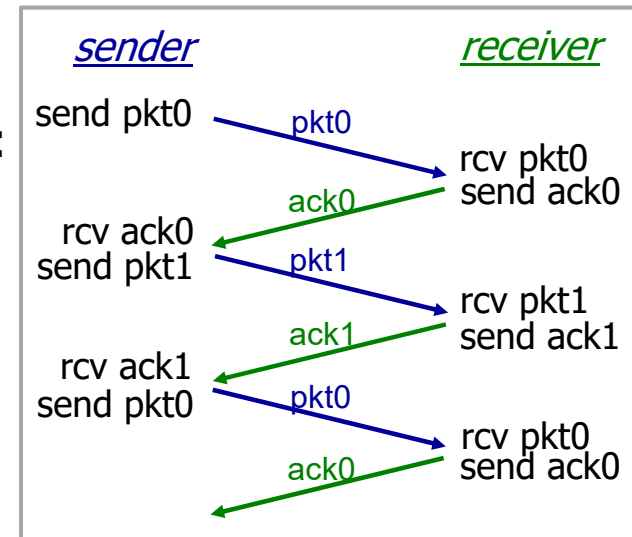 sender
receiver
send pkt0
pkt0
rcv pkt0
send ack0
ack0
rcv ack0
send pkt1
pkt1
rcv pkt1
send ack1
ack1
rcv ack1
send pkt0
pkt0
rcv pkt0
send ack0
ack0
: